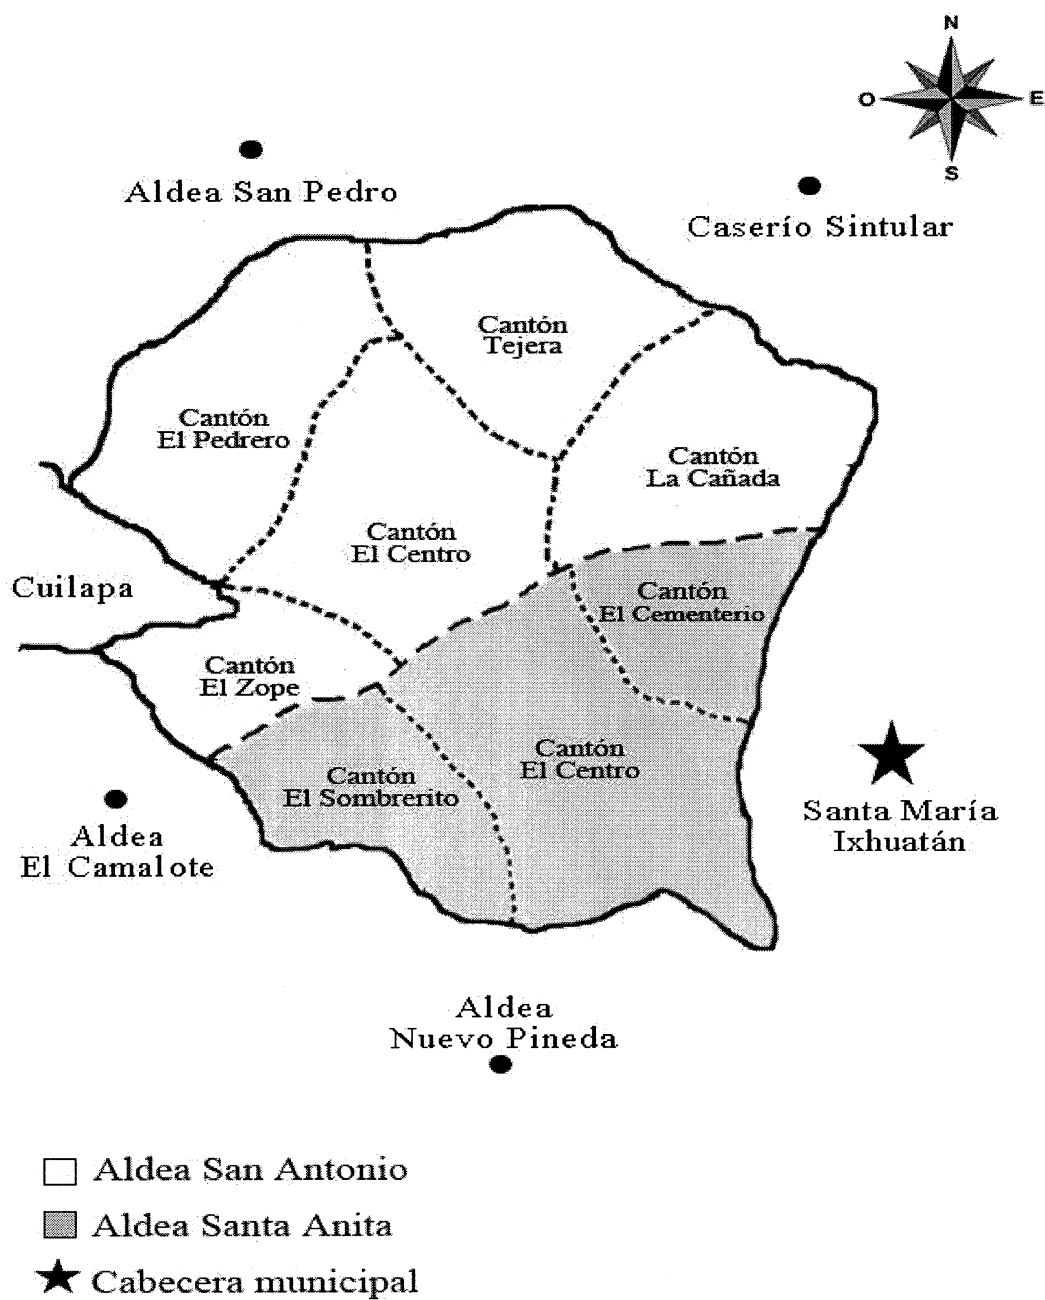 N
O
E
S
Aldea San Pedro
Caserío Sintular
Cantón
Tejera
Cantón
El Pedrero
Cantón
La Cañada
Cantón
El Centro
Cuilapa
Cantón
El Cementerio
Cantón
El Zope
Cantón
El Centro
Cantón
El Sombrerito
Santa María
Ixhuatán
Aldea
El Camalote
Aldea
Nuevo Pineda
Aldea San Antonio
Aldea Santa Anita
Cabecera municipal